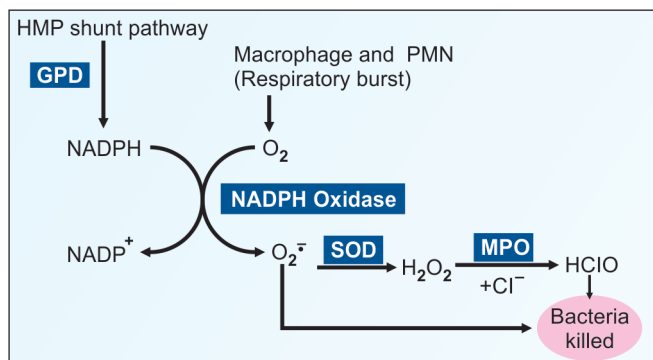 HMP shunt pathway
GPD
Macrophage and PMN
(Respiratory burst)
NADPH
O₂
NADPH Oxidase
NADP⁺
O₂•̅
SOD
H₂O₂
MPO
+Cl⁻
HClO
Bacteria
killed